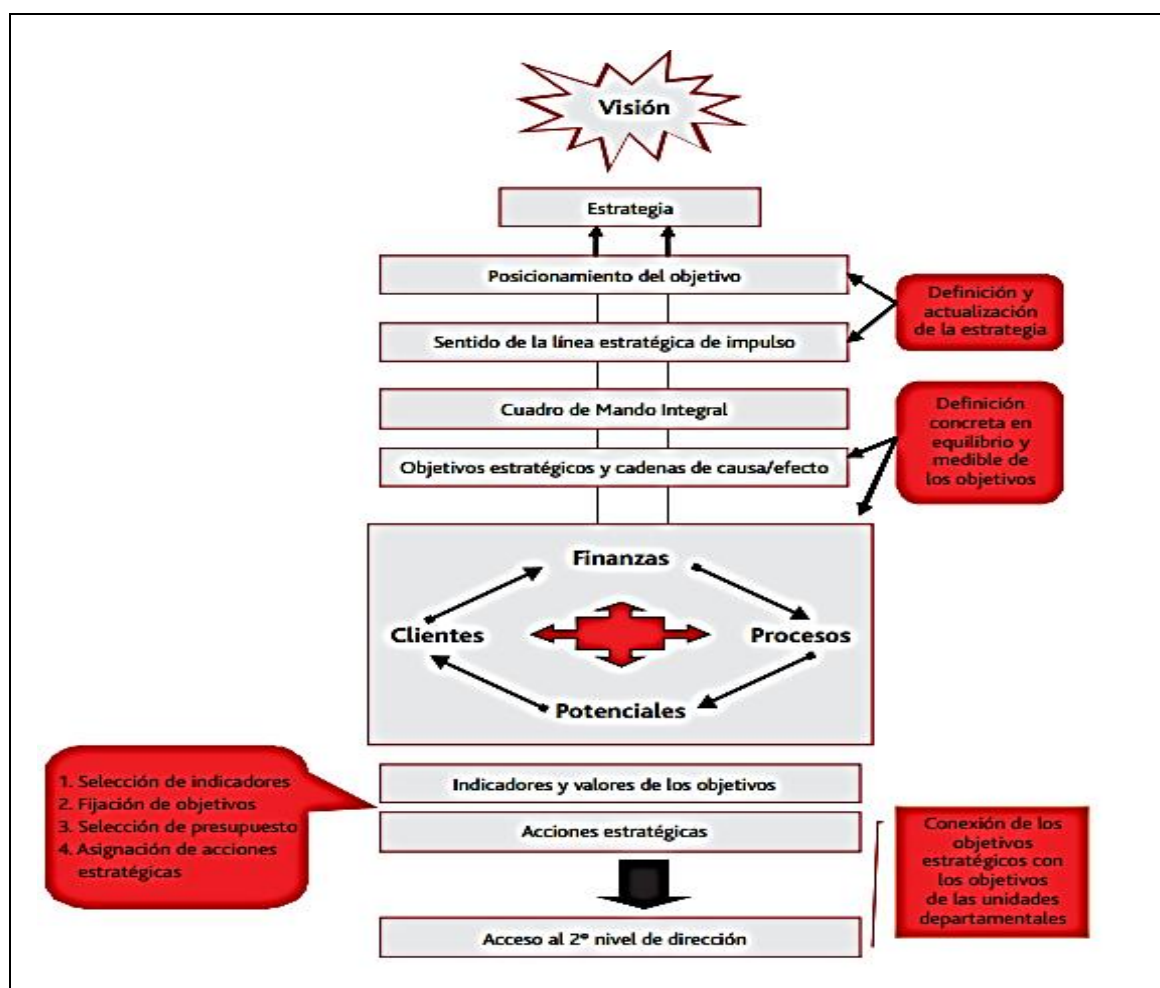 Visión
Estrategia
Posicionamiento del objetivo
Definición y
actualización
de la estrategia
Sentido de la línea estratégica de impulso
Cuadro de Mando Integral
Definición
concreta en
equilibrio y
medible de
los objetivos
Objetivos estratégicos y cadenas de causa/efecto
Finanzas
Clientes
Procesos
Potenciales
1. Selección de indicadores
2. Fijación de objetivos
3. Selección de presupuesto
4. Asignación de acciones
estratégicas
Indicadores y valores de los objetivos
Acciones estratégicas
Conexión de los
objetivos
estratégicos con
los objetivos
de las unidades
departamentales
Acceso al 2º nivel de dirección